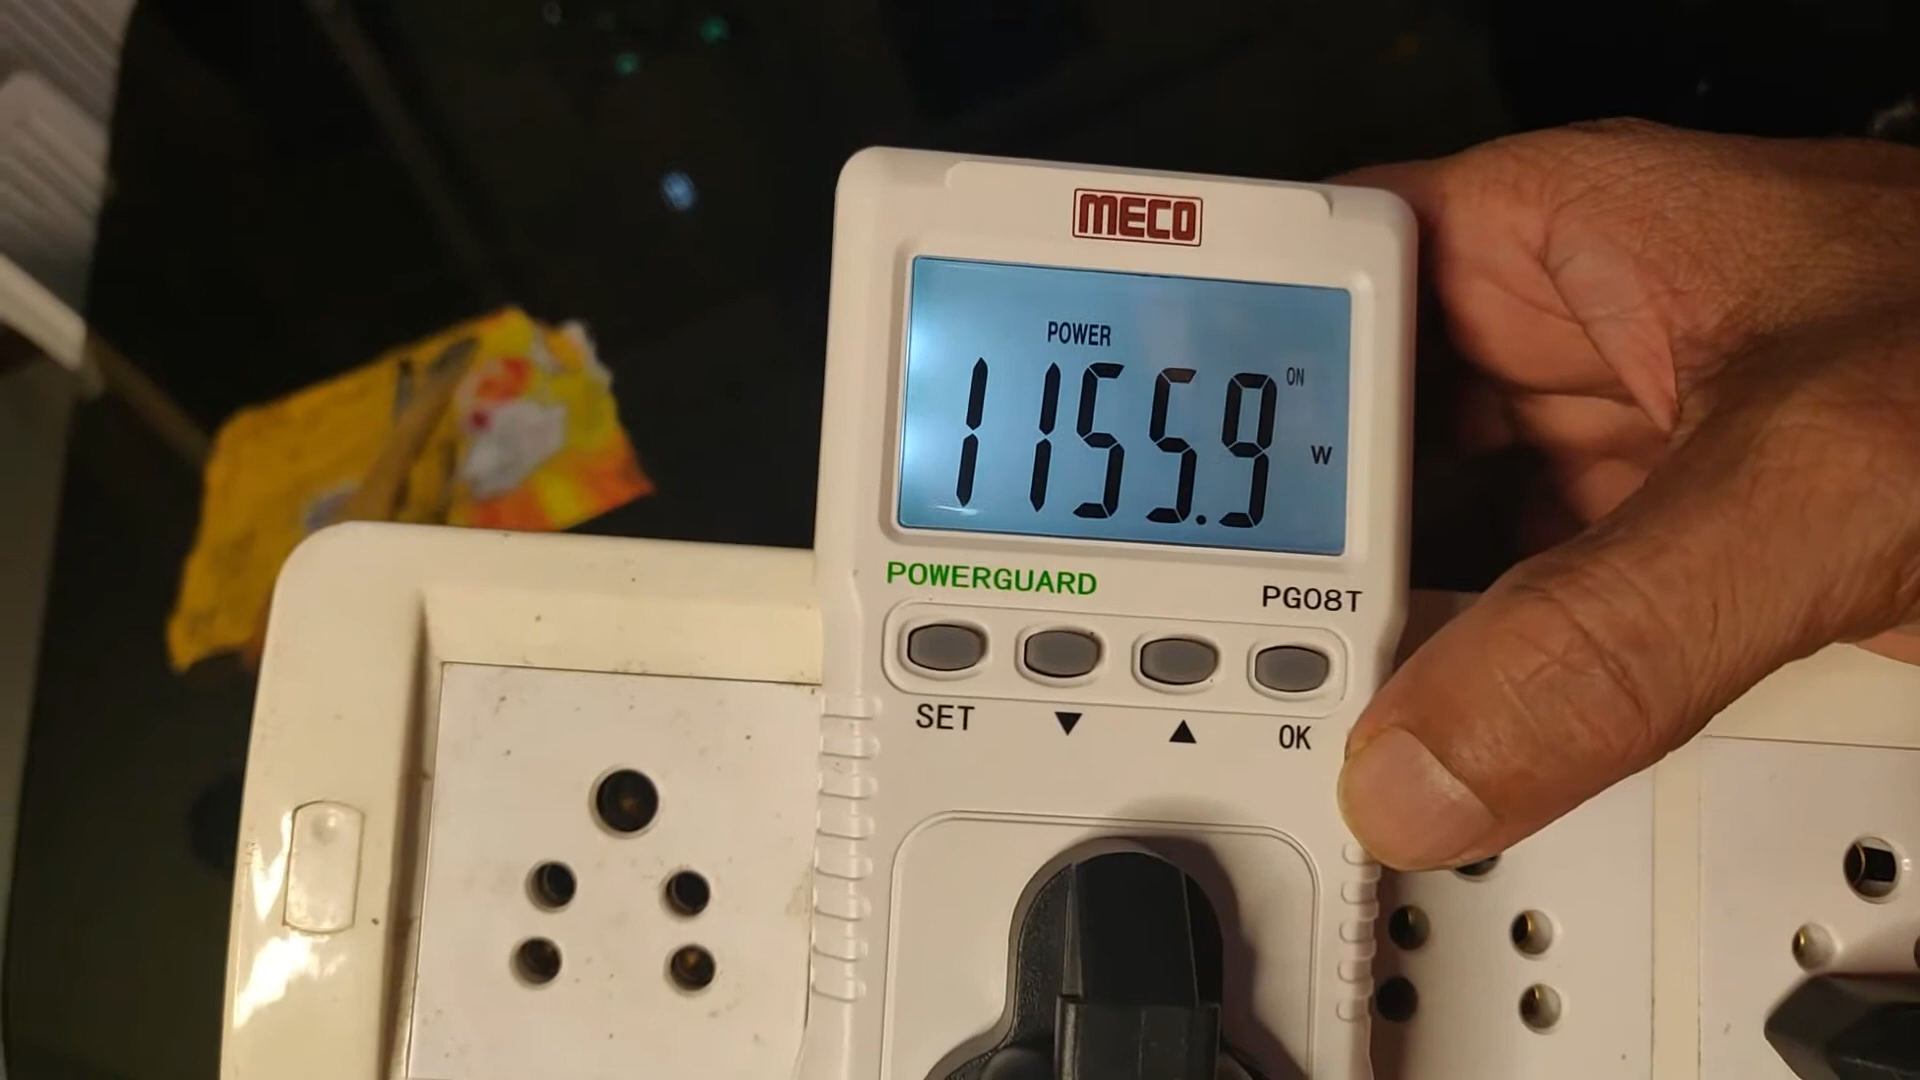 MECO
POWER
ON
1155.9
W
POWERGUARD
PG08T
SET ▼ ▲ OK